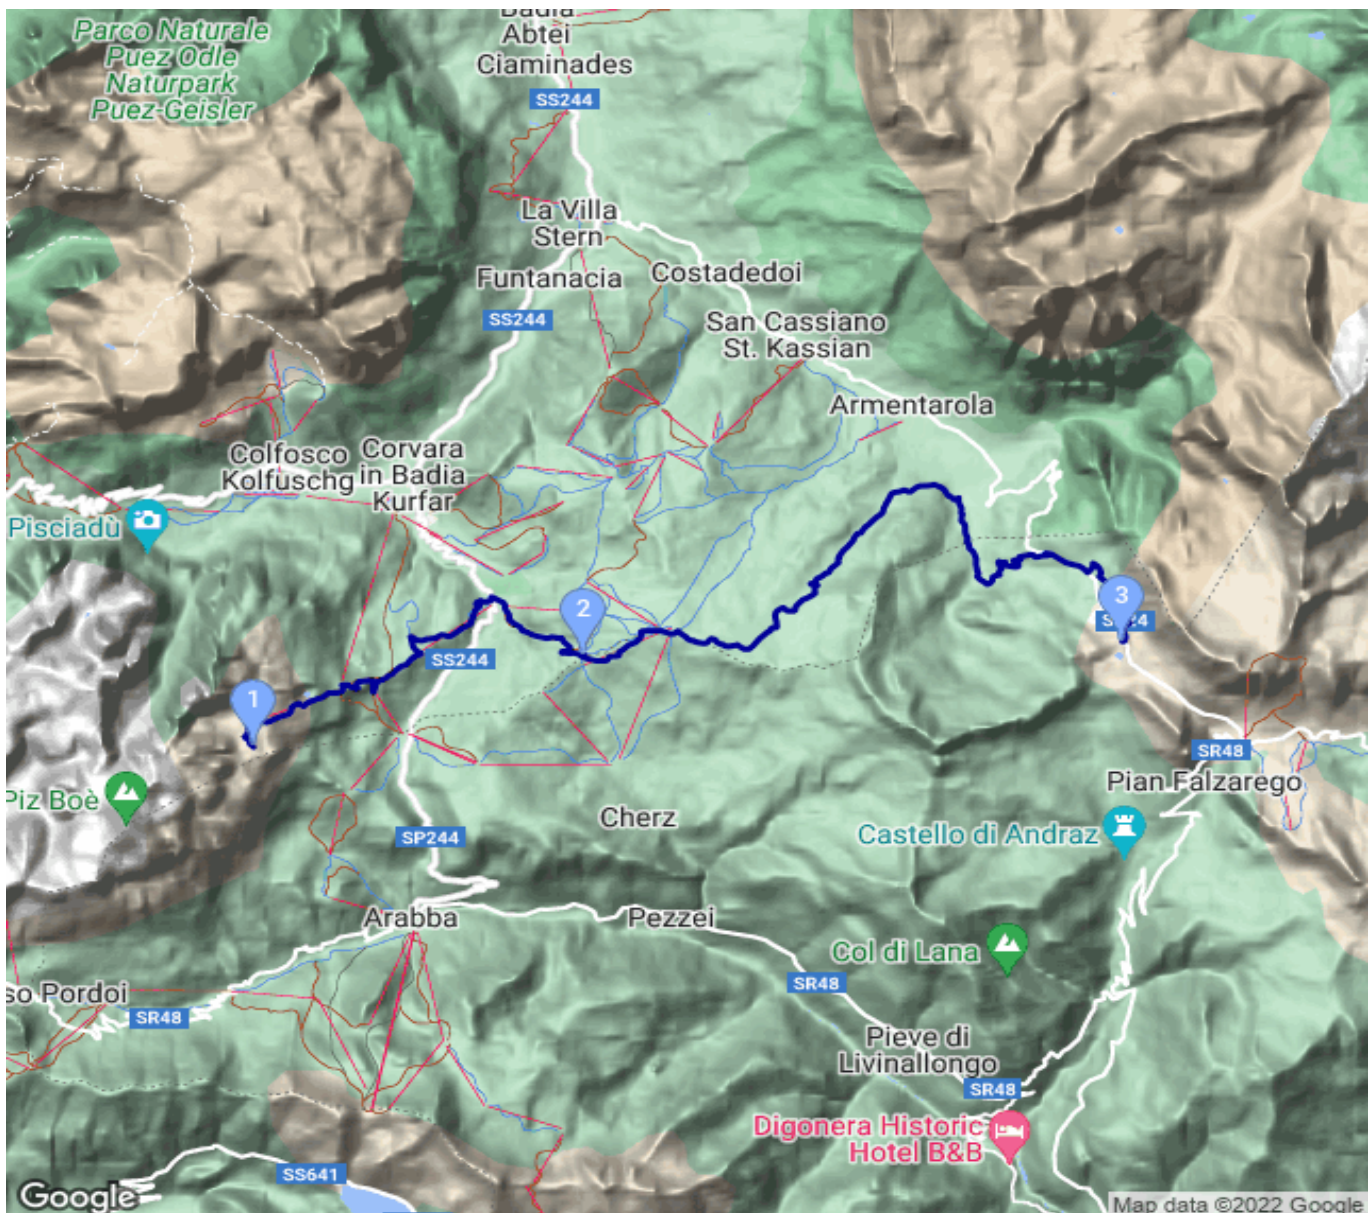 Parco Naturale
Puez Odle
Naturpark
Puez-Geisler
Badia
Abtei
Ciaminades
SS244
La Villa
Stern
Funtanacia
Costadedoi
SS244
San Cassiano
St. Kassian
Armentarola
Colfosco
Kolfuschg
Corvara
in Badia
Kurfar
Pisciadù
2
3
SS244
1
SR48
Pian Falzarego
Piz Boè
Cherz
Castello di Andraz
SP244
Arabba
Pezzei
Col di Lana
SR48
so Pordoi
SR48
Pieve di
Livinallongo
SR48
Digonera Historic
Hotel B&B
SS641
Google
Map data ©2022 Google